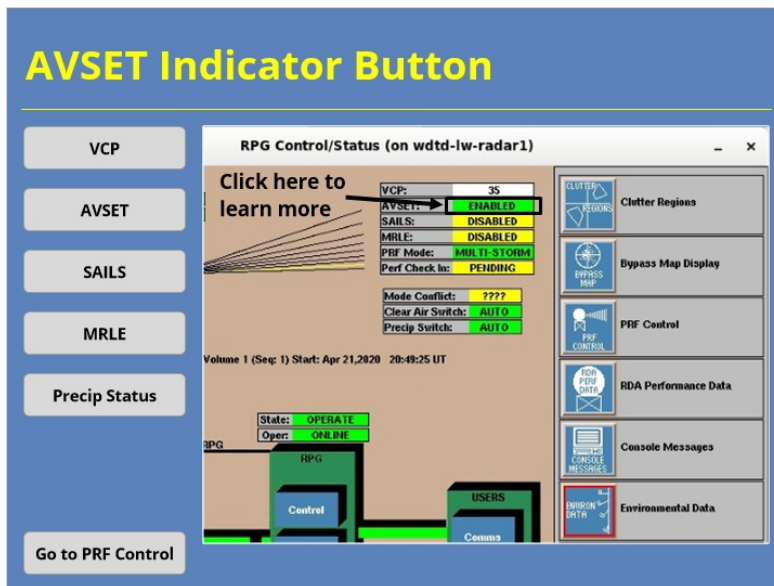 AVSET Indicator Button
VCP
AVSET
SAILS
MRLE
Precip Status
Go to PRF Control
RPG Control/Status (on wdtd-lw-radar1)
Click here to
learn more
VCP: 35
AVSET: ENABLED
SAILS: DISABLED
MRLE: DISABLED
PRF Mode: MULTI-STORM
Perf Check In: PENDING
Mode Conflict: ????
Clear Air Switch: AUTO
Precip Switch: AUTO
Volume 1 (Seq: 1) Start: Apr 21,2020 20:49:25 UT
State: OPERATE
Oper: ONLINE
RPG
RPG
Control
USERS
Comms
CLUTTER
REGIONS
Clutter Regions
BYPASS
MAP
Bypass Map Display
PRF
CONTROL
PRF Control
RDA
PERF
DATA
RDA Performance Data
CONSOLE
MESSAGES
Console Messages
ENVIRON
DATA
Environmental Data